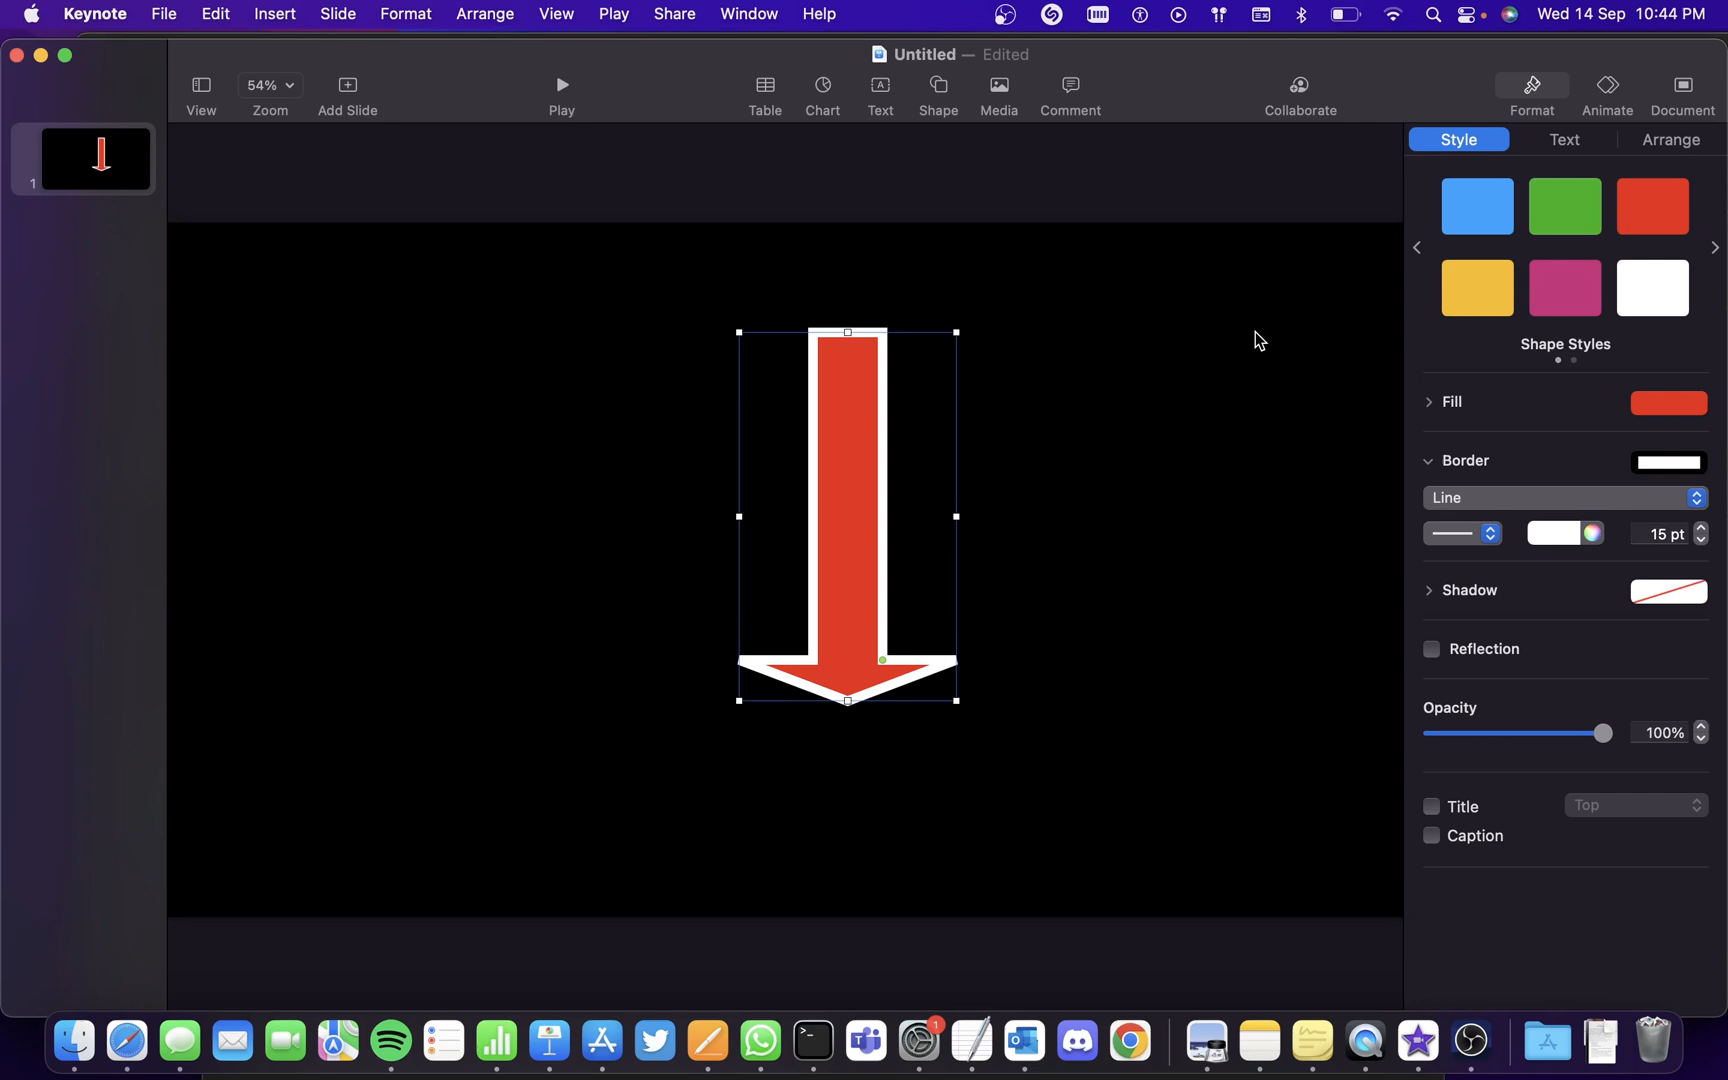 Keynote File Edit Insert Slide Format Arrange View Play Share Window Help Wed 14 Sep 10:44 PM
Untitled — Edited
54%
View Zoom Add Slide Play Table Chart Text Shape Media Comment Collaborate Format Animate Document
Style Text Arrange
1
Shape Styles
Fill
Border
Line
15 pt
Shadow
Reflection
Opacity
100%
Title Top
Caption
1